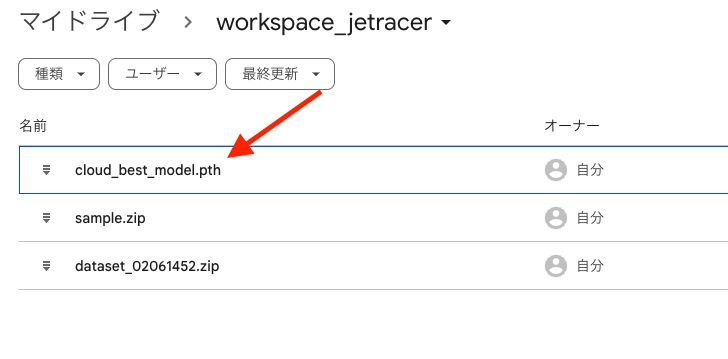 マイドライブ > workspace_jetracer
種類 ユーザー 最終更新
名前 オーナー
cloud_best_model.pth 自分
sample.zip 自分
dataset_02061452.zip 自分